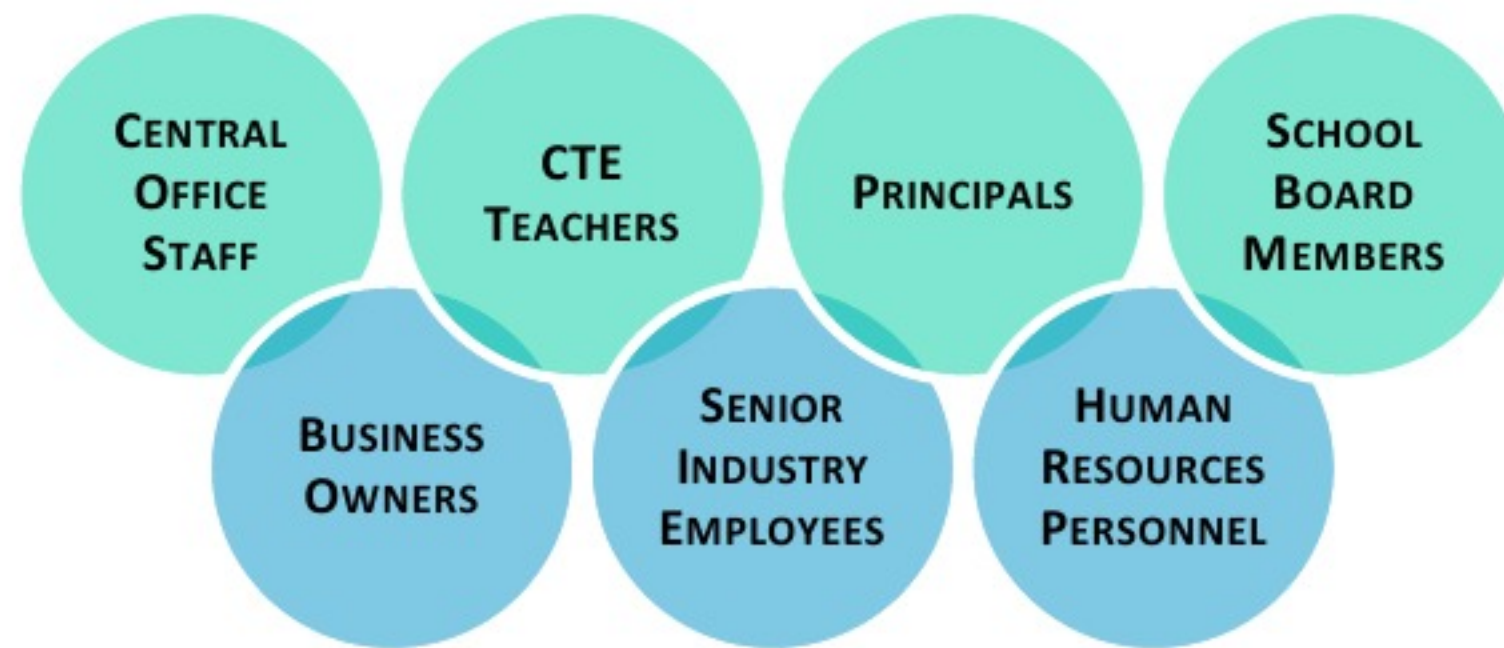 CENTRAL
OFFICE
STAFF
CTE
TEACHERS
PRINCIPALS
SCHOOL
BOARD
MEMBERS
BUSINESS
OWNERS
SENIOR
INDUSTRY
EMPLOYEES
HUMAN
RESOURCES
PERSONNEL